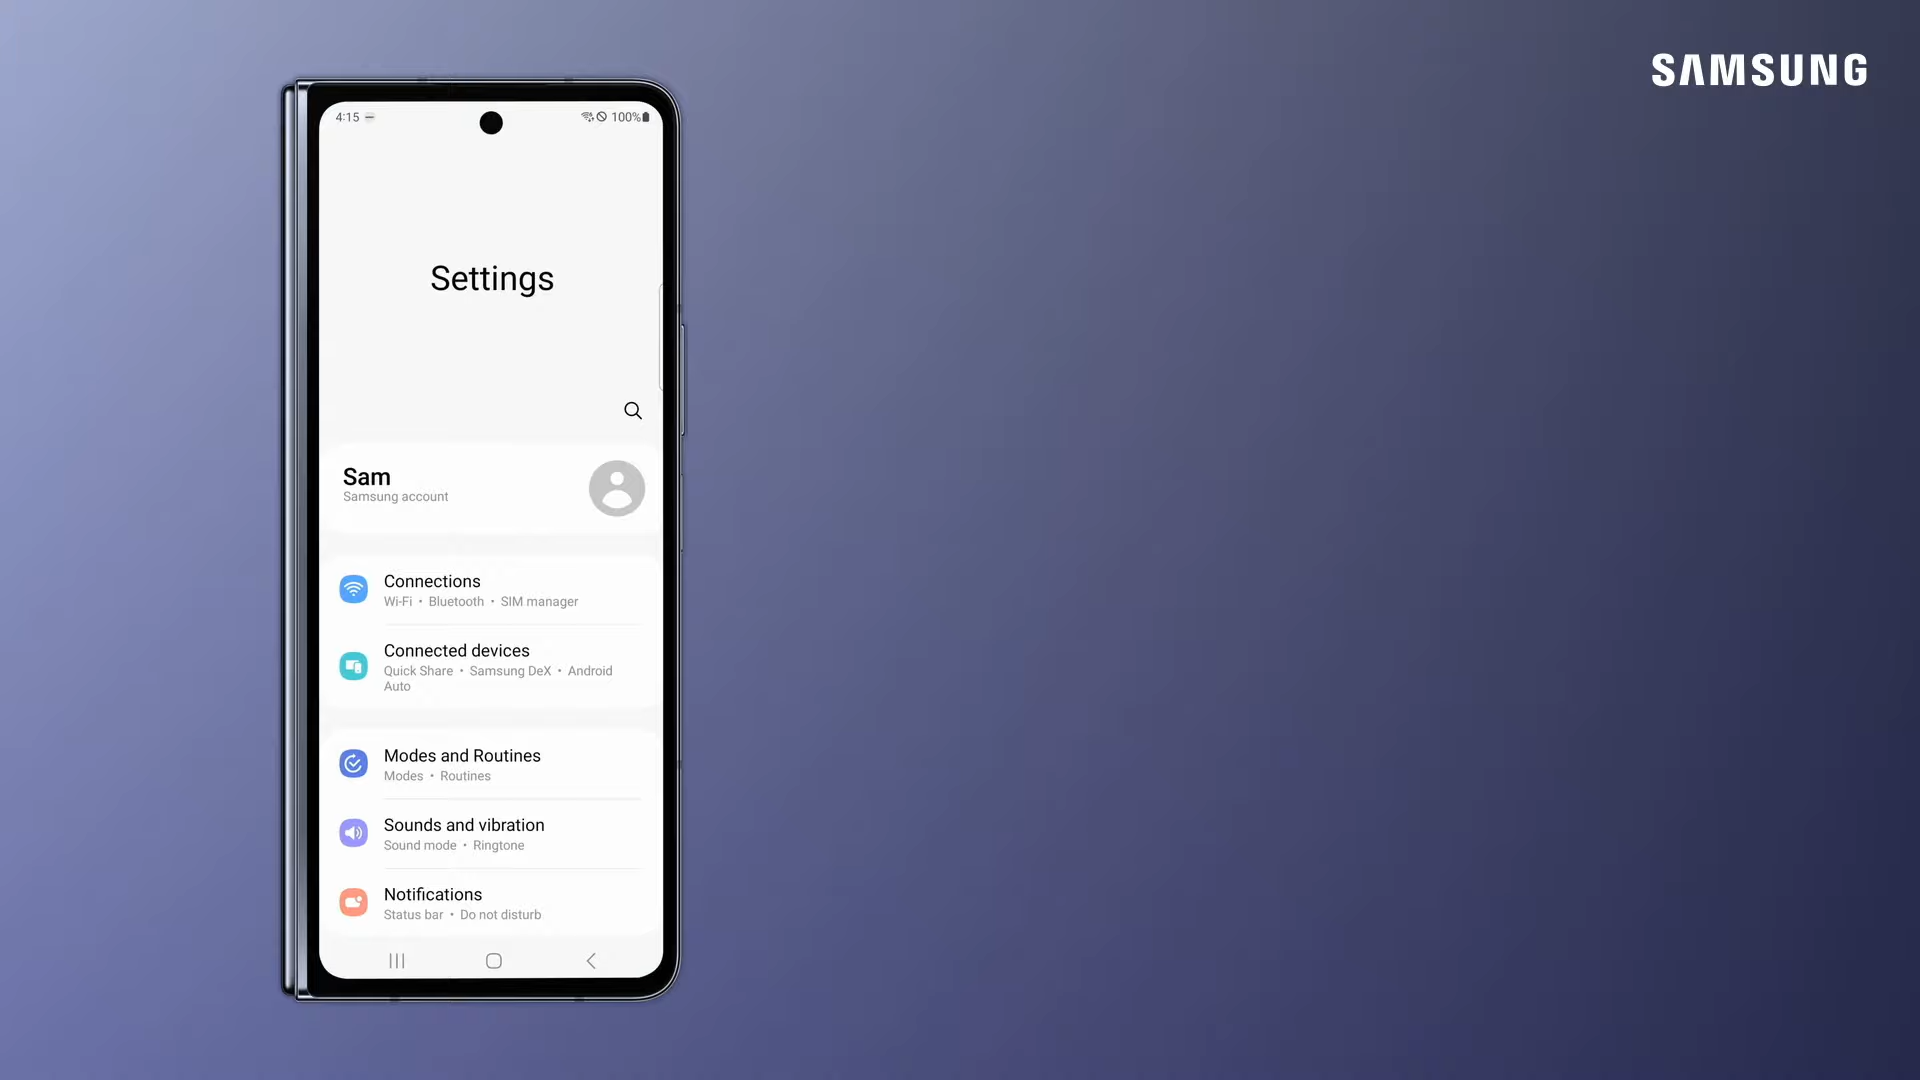 SAMSUNG
4:15
100%
Settings
Sam
Samsung account
Connections
Wi-Fi • Bluetooth • SIM manager
Connected devices
Quick Share • Samsung DeX • Android
Auto
Modes and Routines
Modes • Routines
Sounds and vibration
Sound mode • Ringtone
Notifications
Status bar • Do not disturb